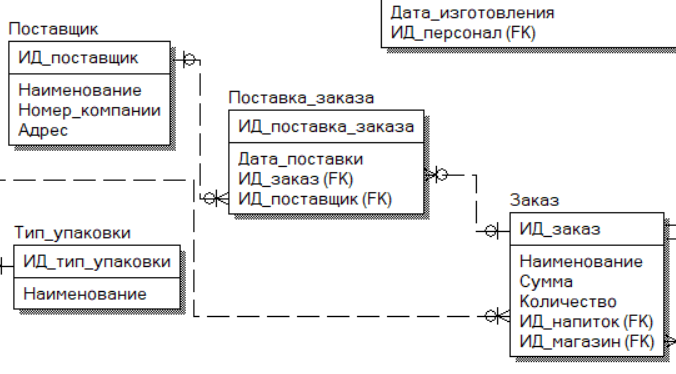 Дата_изготовления
ИД_персонал (FK)
Поставщик
ИД_поставщик
Наименование
Номер_компании
Адрес
Поставка_заказа
ИД_поставка_заказа
Дата_поставки
ИД_заказ (FK)
ИД_поставщик (FK)
Заказ
ИД_заказ
Наименование
Сумма
Количество
ИД_напиток (FK)
ИД_магазин (FK)
Тип_упаковки
ИД_тип_упаковки
Наименование